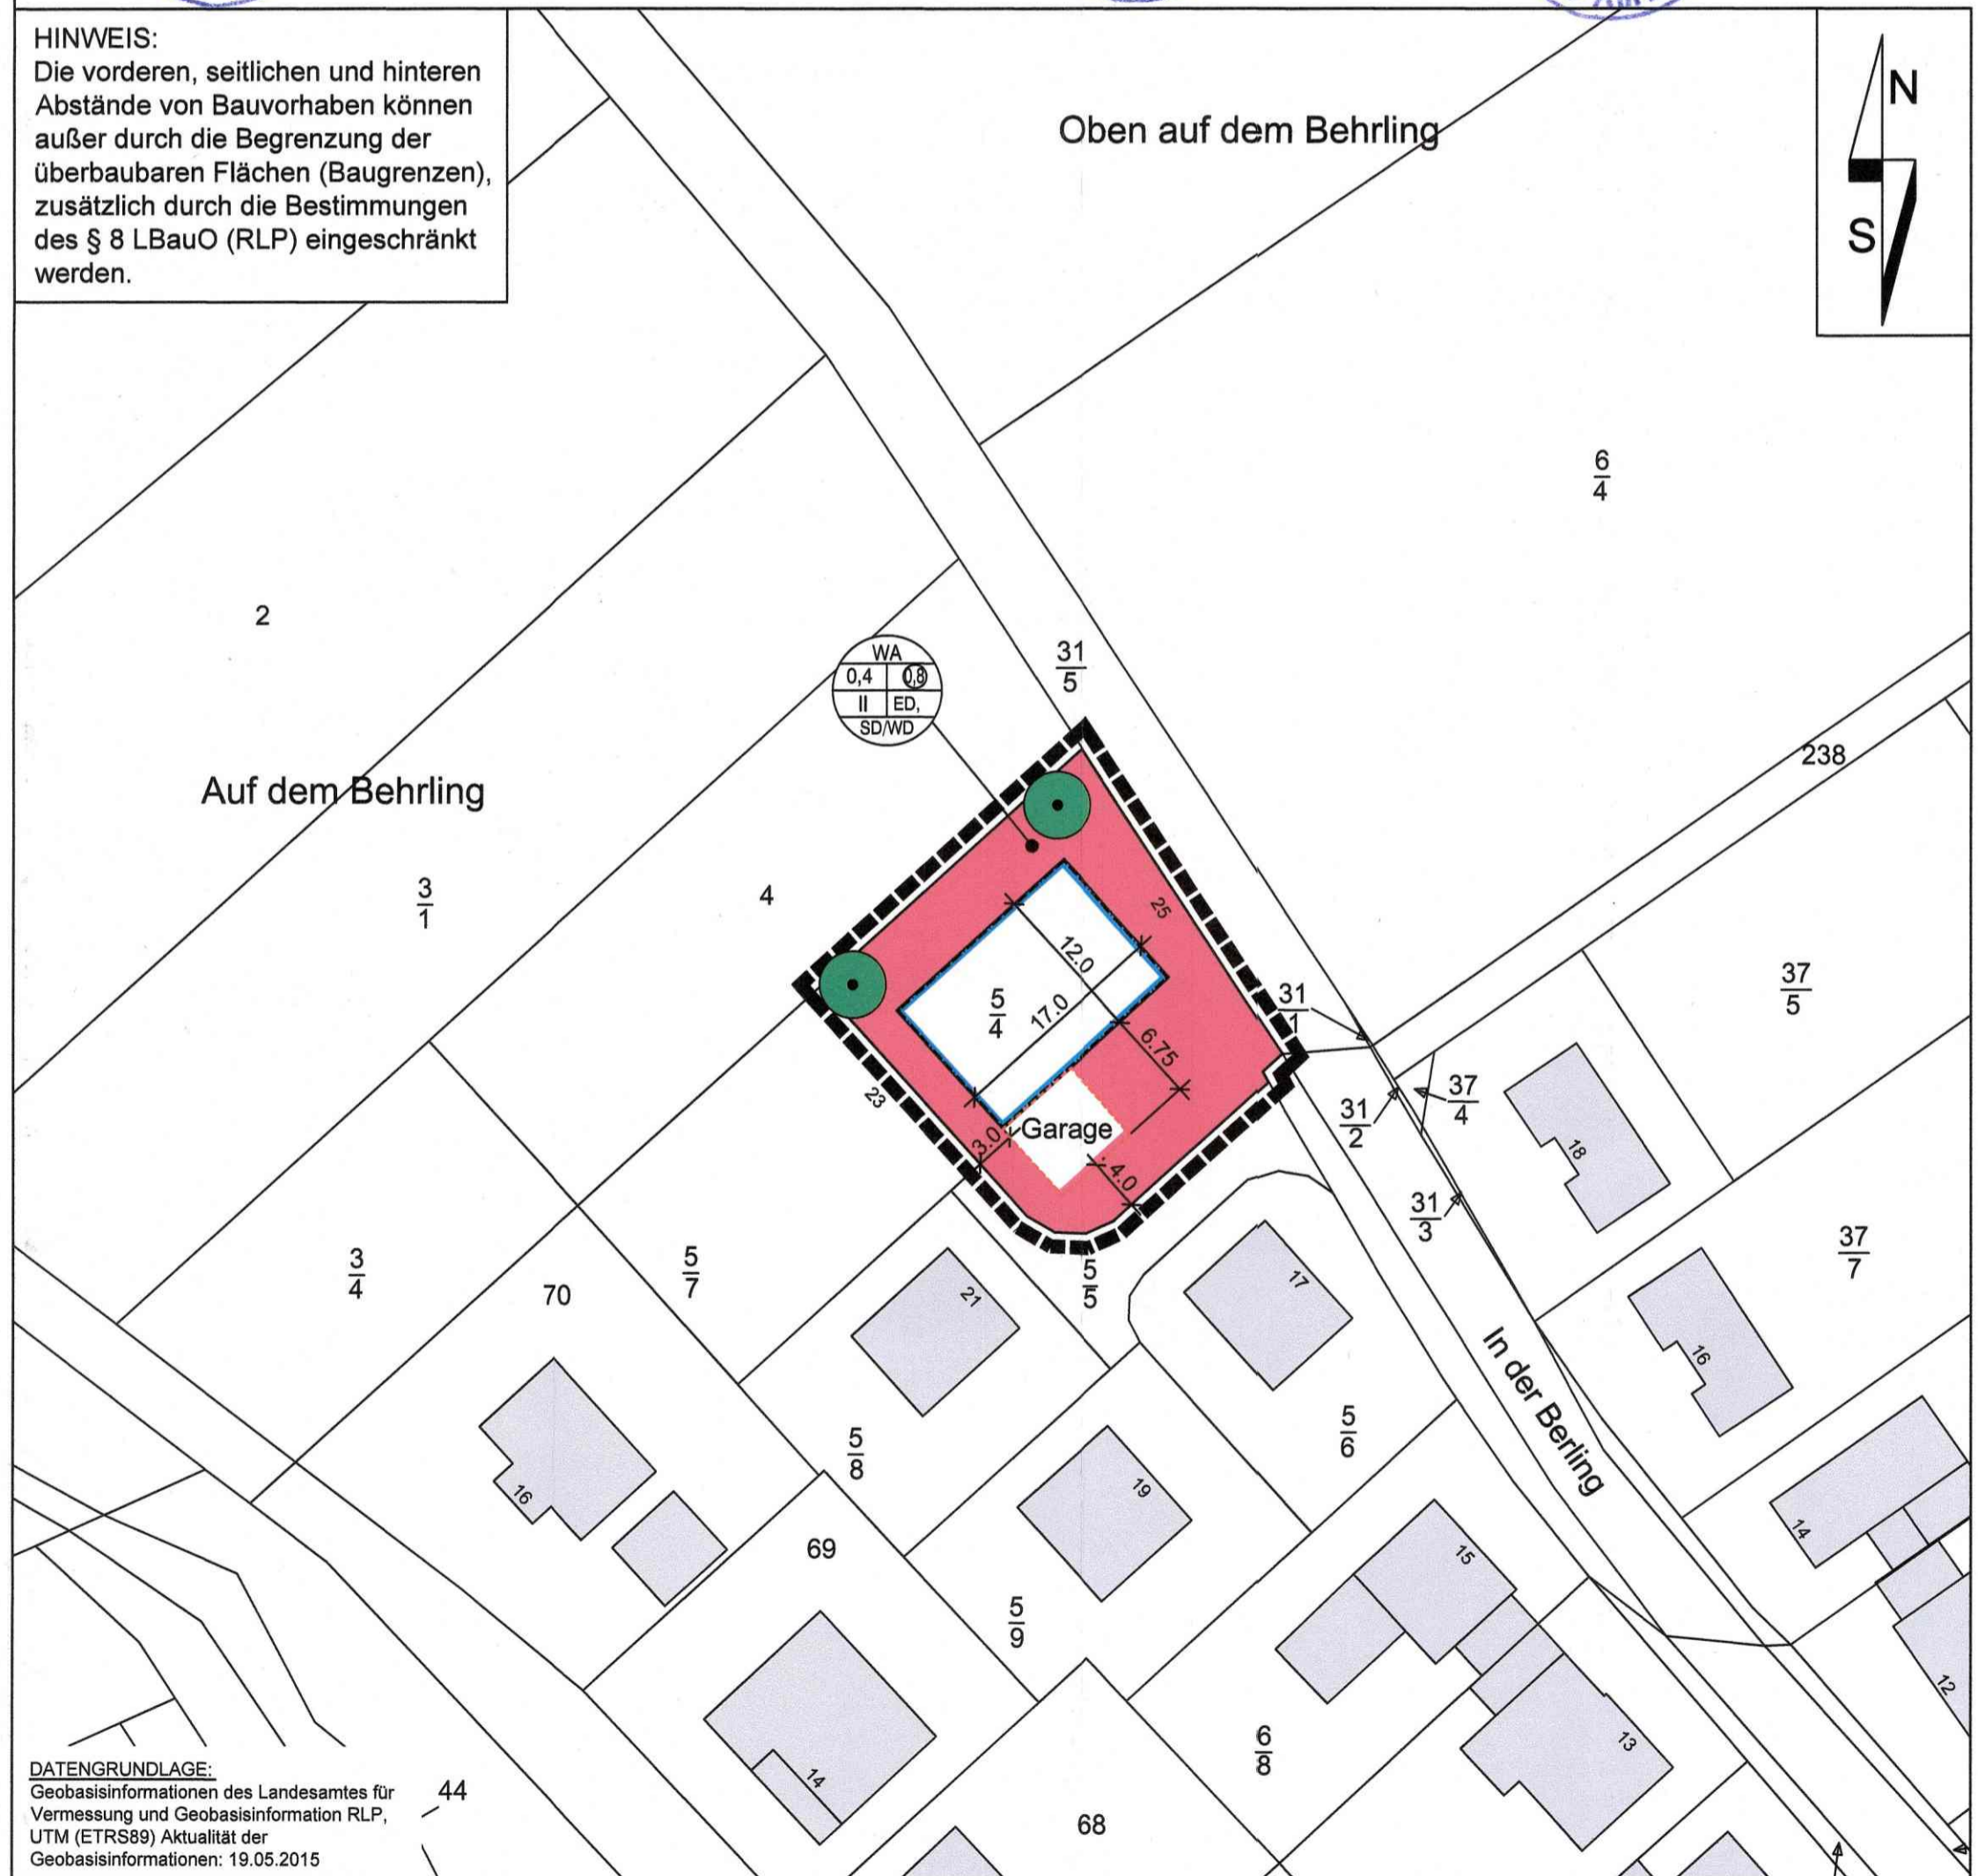 HINWEIS:
Die vorderen, seitlichen und hinteren
Abstände von Bauvorhaben können
außer durch die Begrenzung der
überbaubaren Flächen (Baugrenzen),
zusätzlich durch die Bestimmungen
des § 8 LBauO (RLP) eingeschränkt
werden.
Oben auf dem Behrling
N
S
6
4
2
31
5
WA
0,4 0,8
II ED,
SD/WD
238
Auf dem Behrling
3
1
4
25
12.0
5
4
17.0
6.75
31
1
37
5
23
3.0
Garage
4.0
31
2
37
4
18
31
3
37
7
3
4
70
5
7
21
5
5
17
16
In der Berling
5
8
5
6
16
19
14
69
15
5
9
12
13
6
8
14
68
44
DATENGRUNDLAGE:
Geobasisinformationen des Landesamtes für
Vermessung und Geobasisinformation RLP,
UTM (ETRS89) Aktualität der
Geobasisinformationen: 19.05.2015